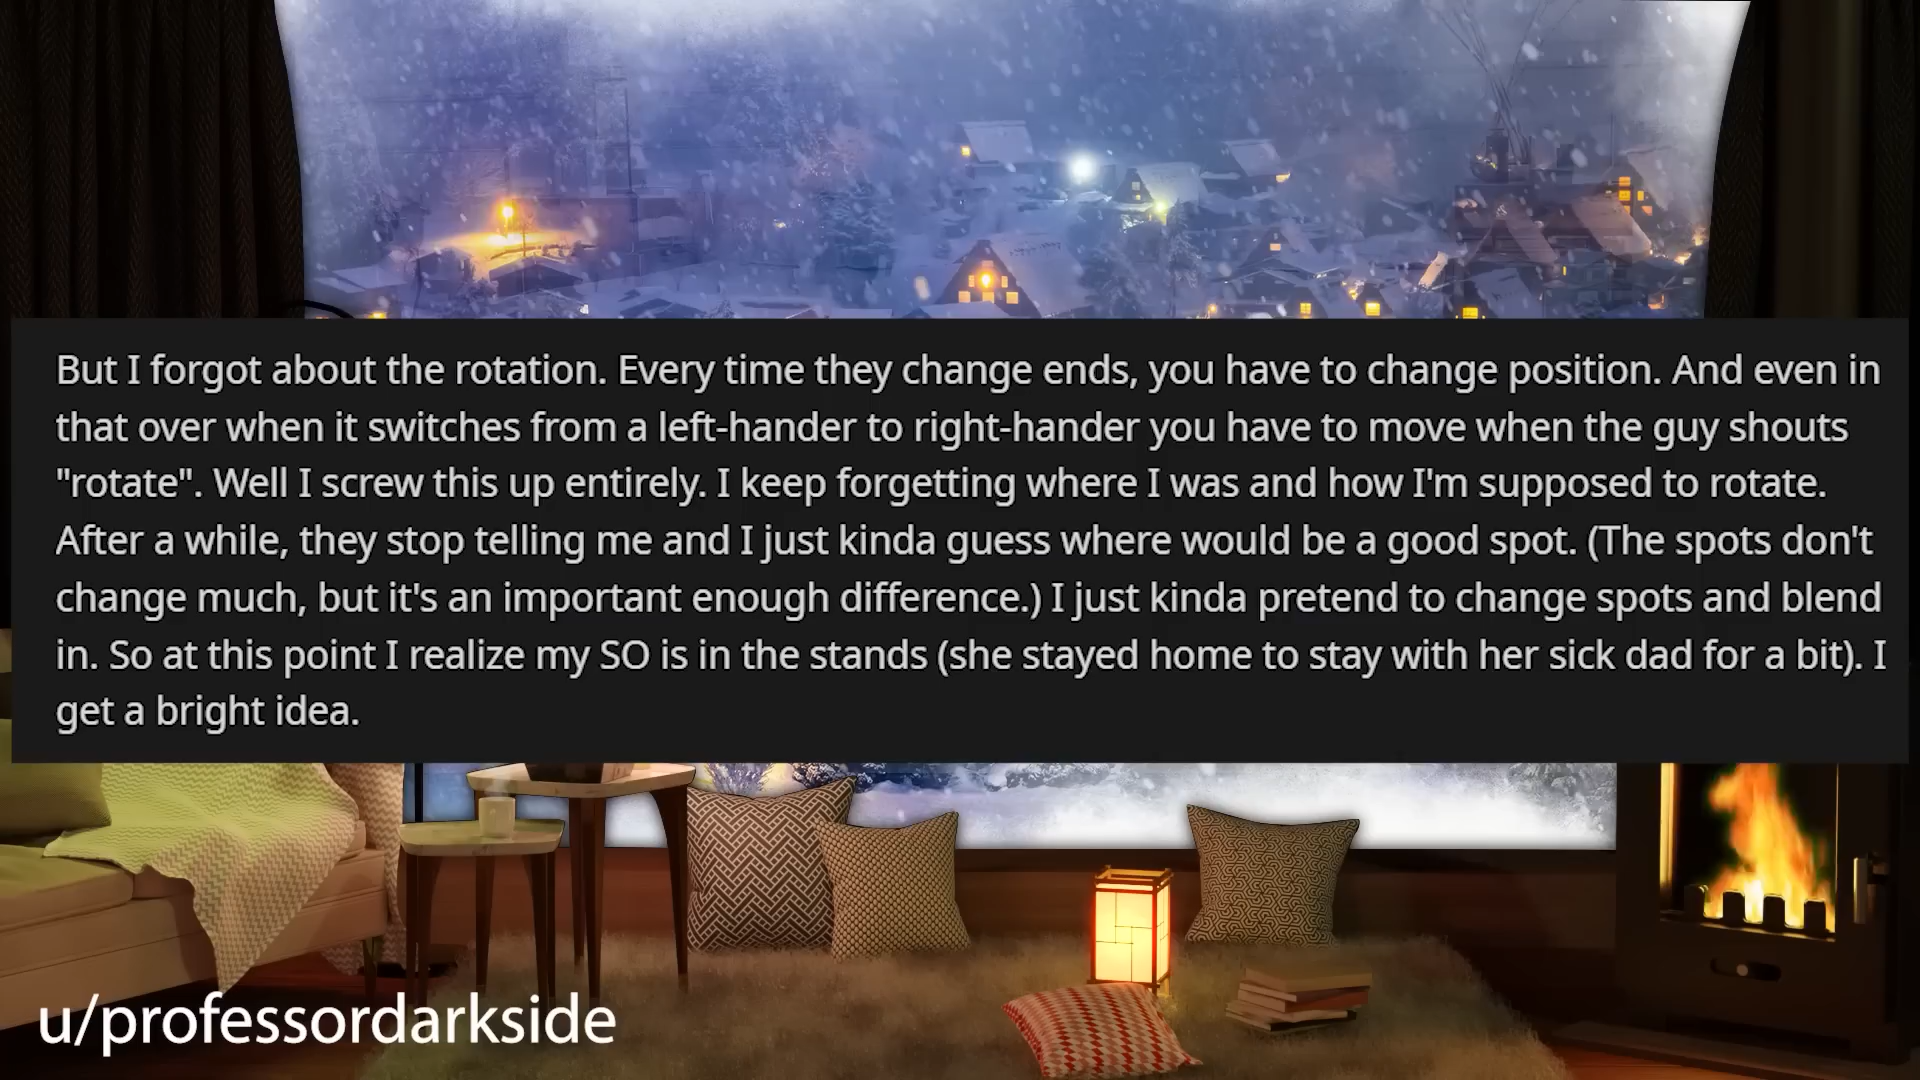 But I forgot about the rotation. Every time they change ends, you have to change position. And even in
that over when it switches from a left-hander to right-hander you have to move when the guy shouts
"rotate". Well I screw this up entirely. I keep forgetting where I was and how I'm supposed to rotate.
After a while, they stop telling me and I just kinda guess where would be a good spot. (The spots don't
change much, but it's an important enough difference.) I just kinda pretend to change spots and blend
in. So at this point I realize my SO is in the stands (she stayed home to stay with her sick dad for a bit). I
get a bright idea.
u/professordarkside